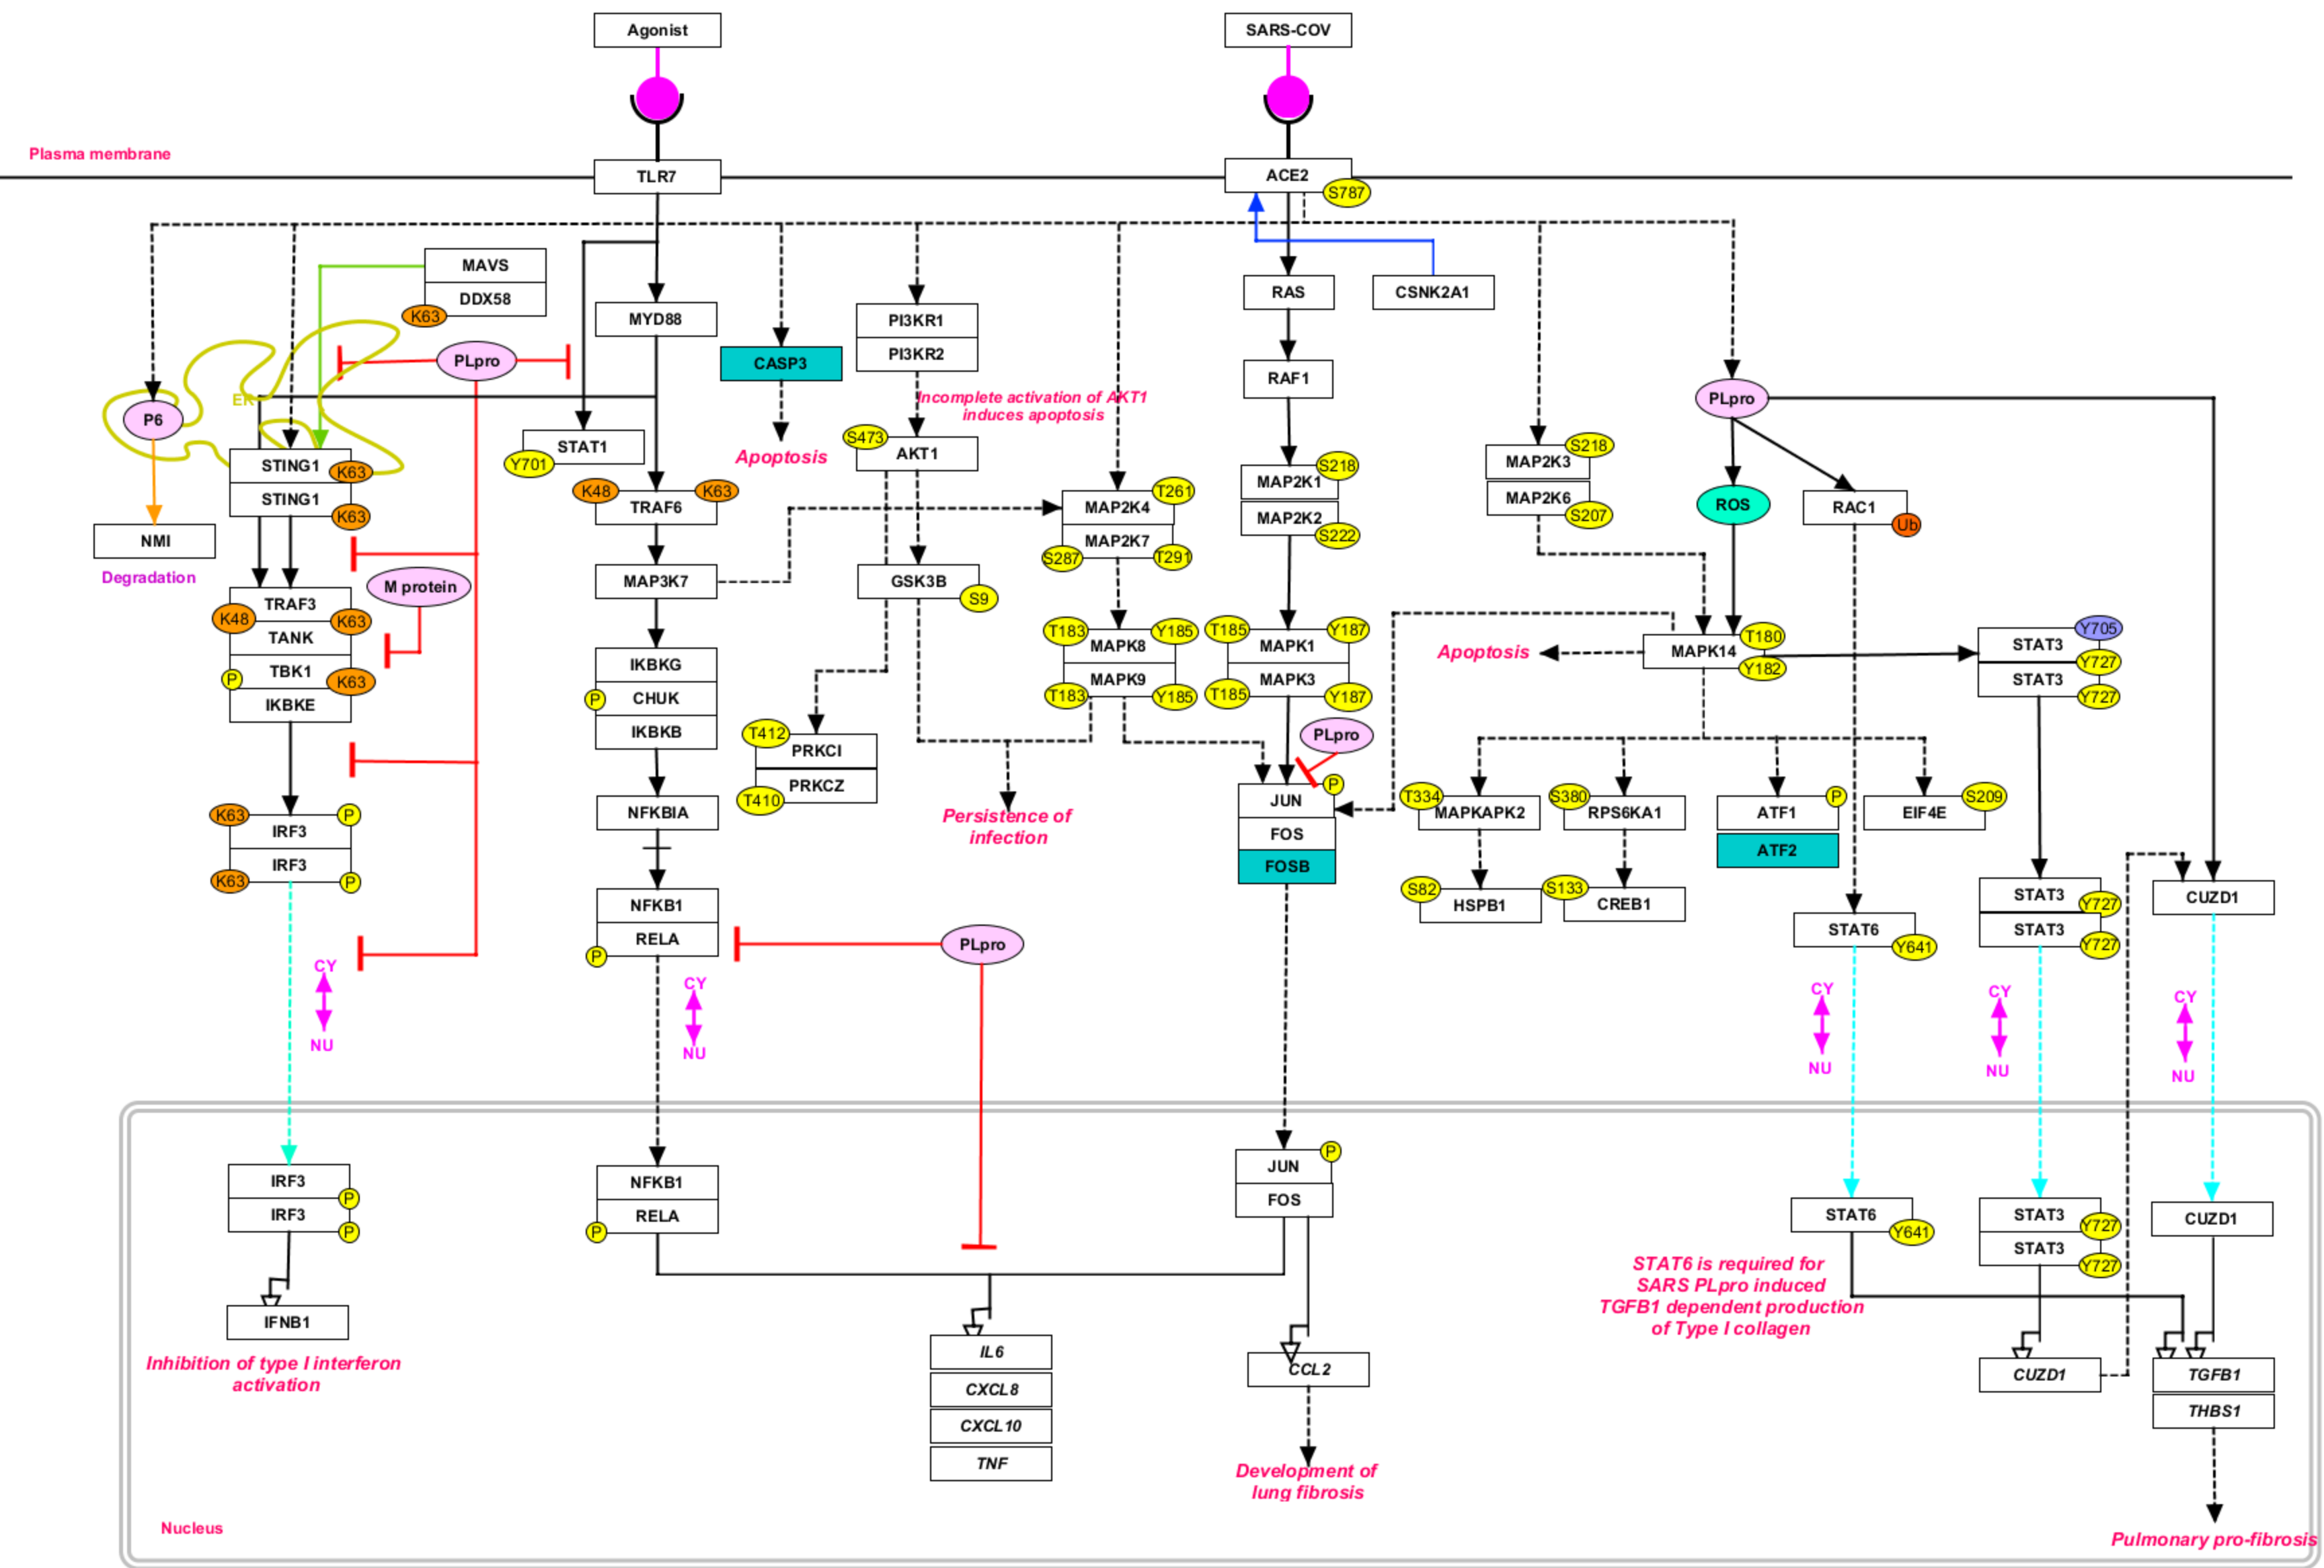 Agonist
SARS-COV
Plasma membrane
TLR7
ACE2
S787
MAVS
DDX58
K63
MYD88
PI3KR1
PI3KR2
RAS
CSNK2A1
PLpro
CASP3
RAF1
PLpro
ER
P6
Incomplete activation of AKT1
induces apoptosis
STAT1
Y701
Apoptosis
S473
AKT1
STING1
K63
STING1
K63
NMI
Degradation
K48
K63
TRAF6
T261
MAP2K4
MAP2K7
S287
T291
S218
MAP2K1
MAP2K2
S222
S218
MAP2K3
MAP2K6
S207
ROS
RAC1
Ub
M protein
MAP3K7
GSK3B
S9
TRAF3
K48
K63
TANK
TBK1
P
K63
IKBKE
IKBKG
P
CHUK
IKBKB
T183
Y185
MAPK8
MAPK9
T183
Y185
T185
Y187
MAPK1
MAPK3
T185
Y187
Apoptosis
MAPK14
T180
Y182
Y705
STAT3
Y727
STAT3
Y727
T412
PRKCI
PRKCZ
T410
PLpro
K63
P
IRF3
IRF3
K63
P
NFKBIA
Persistence of
infection
P
JUN
FOS
FOSB
T334
MAPKAPK2
S380
RPS6KA1
P
ATF1
ATF2
S209
EIF4E
S82
HSPB1
S133
CREB1
NFKB1
RELA
P
PLpro
STAT6
Y641
STAT3
Y727
STAT3
Y727
CUZD1
CY
NU
CY
NU
CY
NU
CY
NU
CY
NU
IRF3
P
IRF3
P
NFKB1
RELA
P
P
JUN
FOS
STAT6
Y641
STAT3
Y727
STAT3
Y727
CUZD1
STAT6 is required for
SARS PLpro induced
TGFB1 dependent production
of Type I collagen
IFNB1
Inhibition of type I interferon
activation
IL6
CXCL8
CXCL10
TNF
CCL2
Development of
lung fibrosis
CUZD1
TGFB1
THBS1
Nucleus
Pulmonary pro-fibrosis